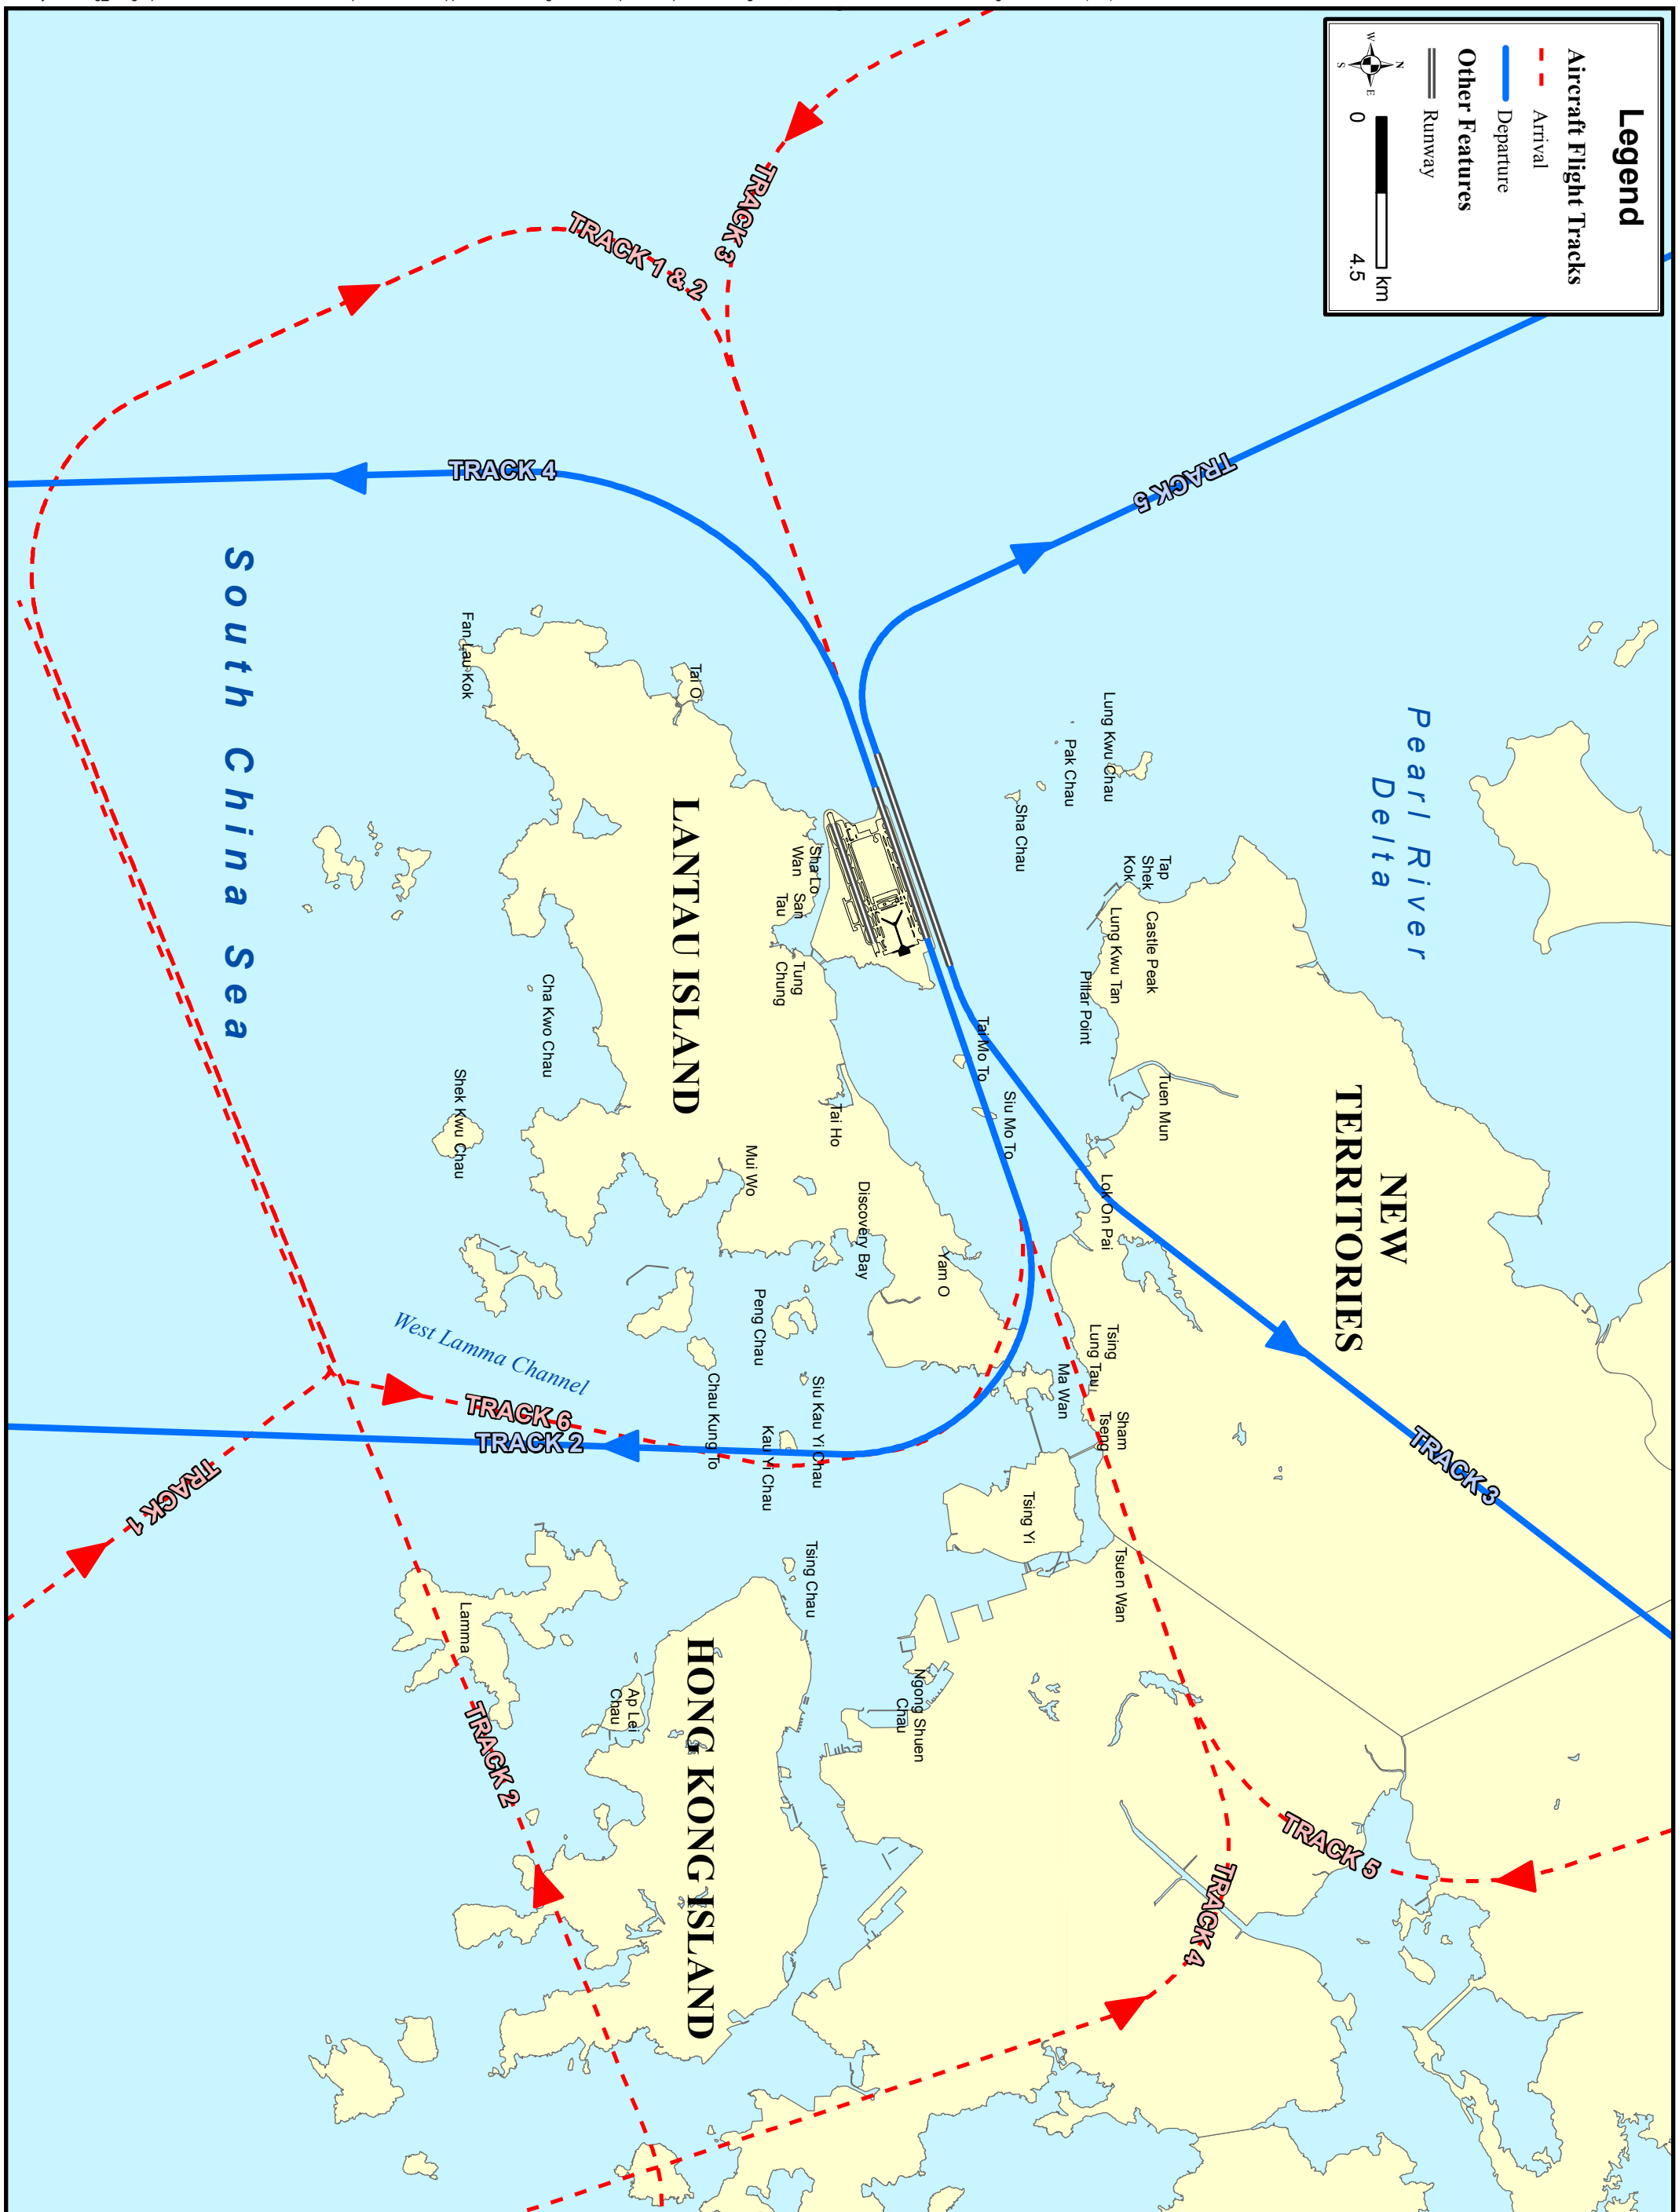 Legend
Aircraft Flight Tracks
Arrival
Departure
Other Features
Runway
N
W
E
S
0
4.5
km
TRACK 3
TRACK 1 & 2
TRACK 4
TRACK 5
Pearl River
Delta
South China Sea
Fan Lau Kok
Tai O
Lung Kwu Chau
Pak Chau
Sha Chau
Tap
Shek
Kok
Castle Peak
Lung Kwu Tan
Pillar Point
Tuen Mun
NEW
TERRITORIES
LANTAU ISLAND
Sha Lo
Wan
San
Tau
Tung
Chung
Tai Mo To
Siu Mo To
Tai Ho
Cha Kwo Chau
Shek Kwu Chau
Mui Wo
Discovery Bay
Yam O
Lok On Pai
Tsing
Lung Tau
Sham
Tseng
Ma Wan
Peng Chau
Siu Kau Yi Chau
Kau Yi Chau
Chau Kung To
West Lamma Channel
TRACK 6
TRACK 2
TRACK 1
TRACK 3
Tsing Yi
Tsuen Wan
Tsing Chau
Lamma
Ap Lei
Chau
Ngong Shuen
Chau
HONG KONG ISLAND
TRACK 2
TRACK 5
TRACK 4